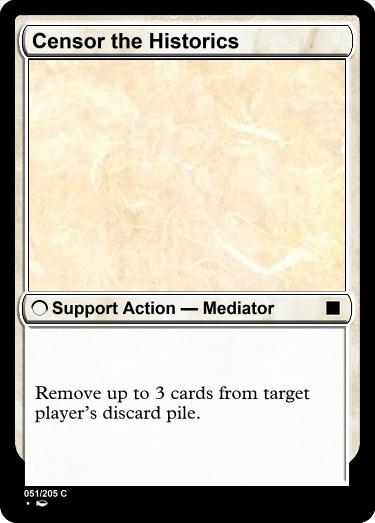 Censor the Historics
Support Action — Mediator
Remove up to 3 cards from target
player's discard pile.
051/205 C